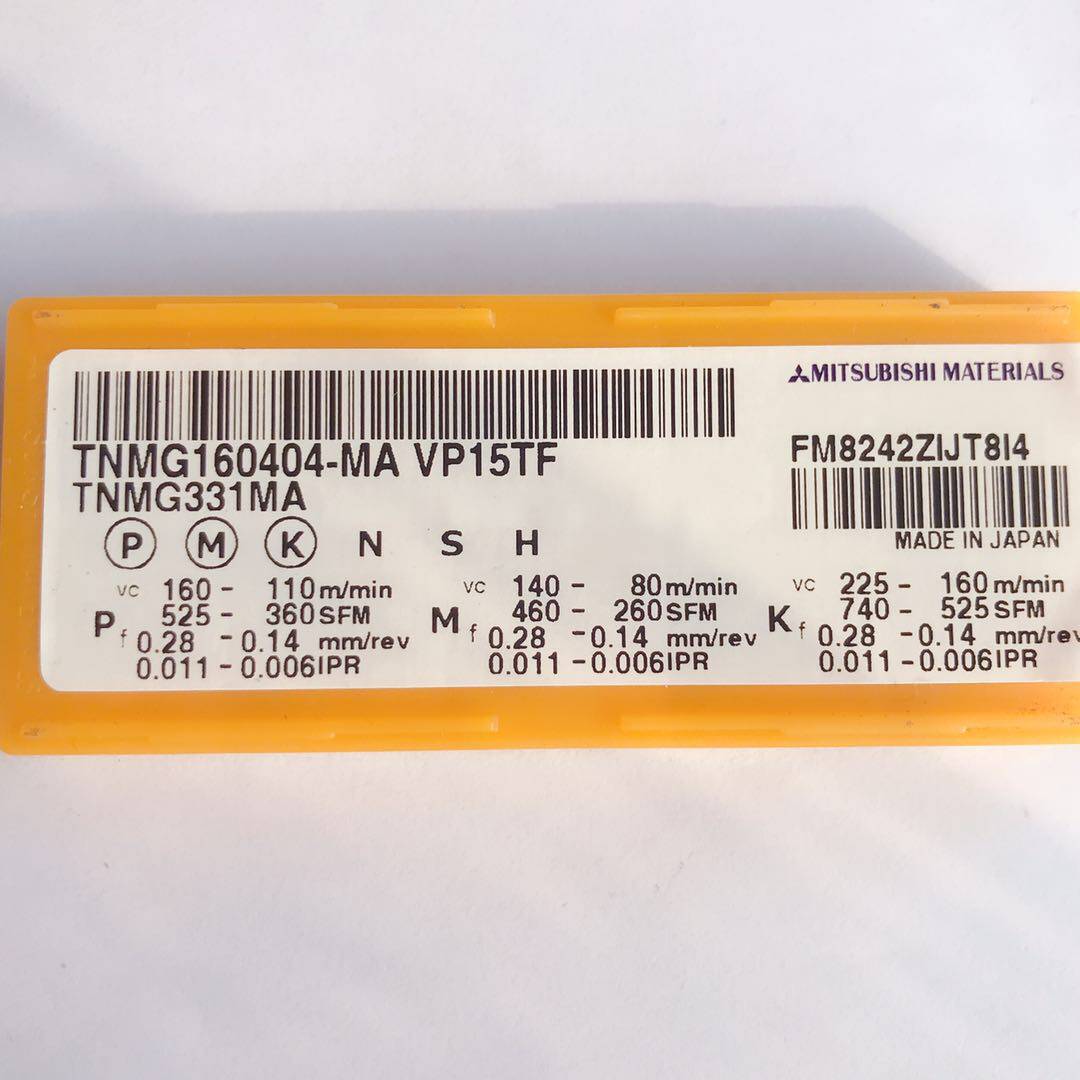 MITSUBISHI MATERIALS
TNMG160404-MA VP15TF
TNMG331MA
FM8242ZIJT8I4
MADE IN JAPAN
P M K N S H
P
vc 160 - 110 m/min
525 - 360 SFM
f 0.28 - 0.14 mm/rev
0.011 - 0.006 IPR
M
vc 140 - 80 m/min
460 - 260 SFM
f 0.28 - 0.14 mm/rev
0.011 - 0.006 IPR
K
vc 225 - 160 m/min
740 - 525 SFM
f 0.28 - 0.14 mm/rev
0.011 - 0.006 IPR